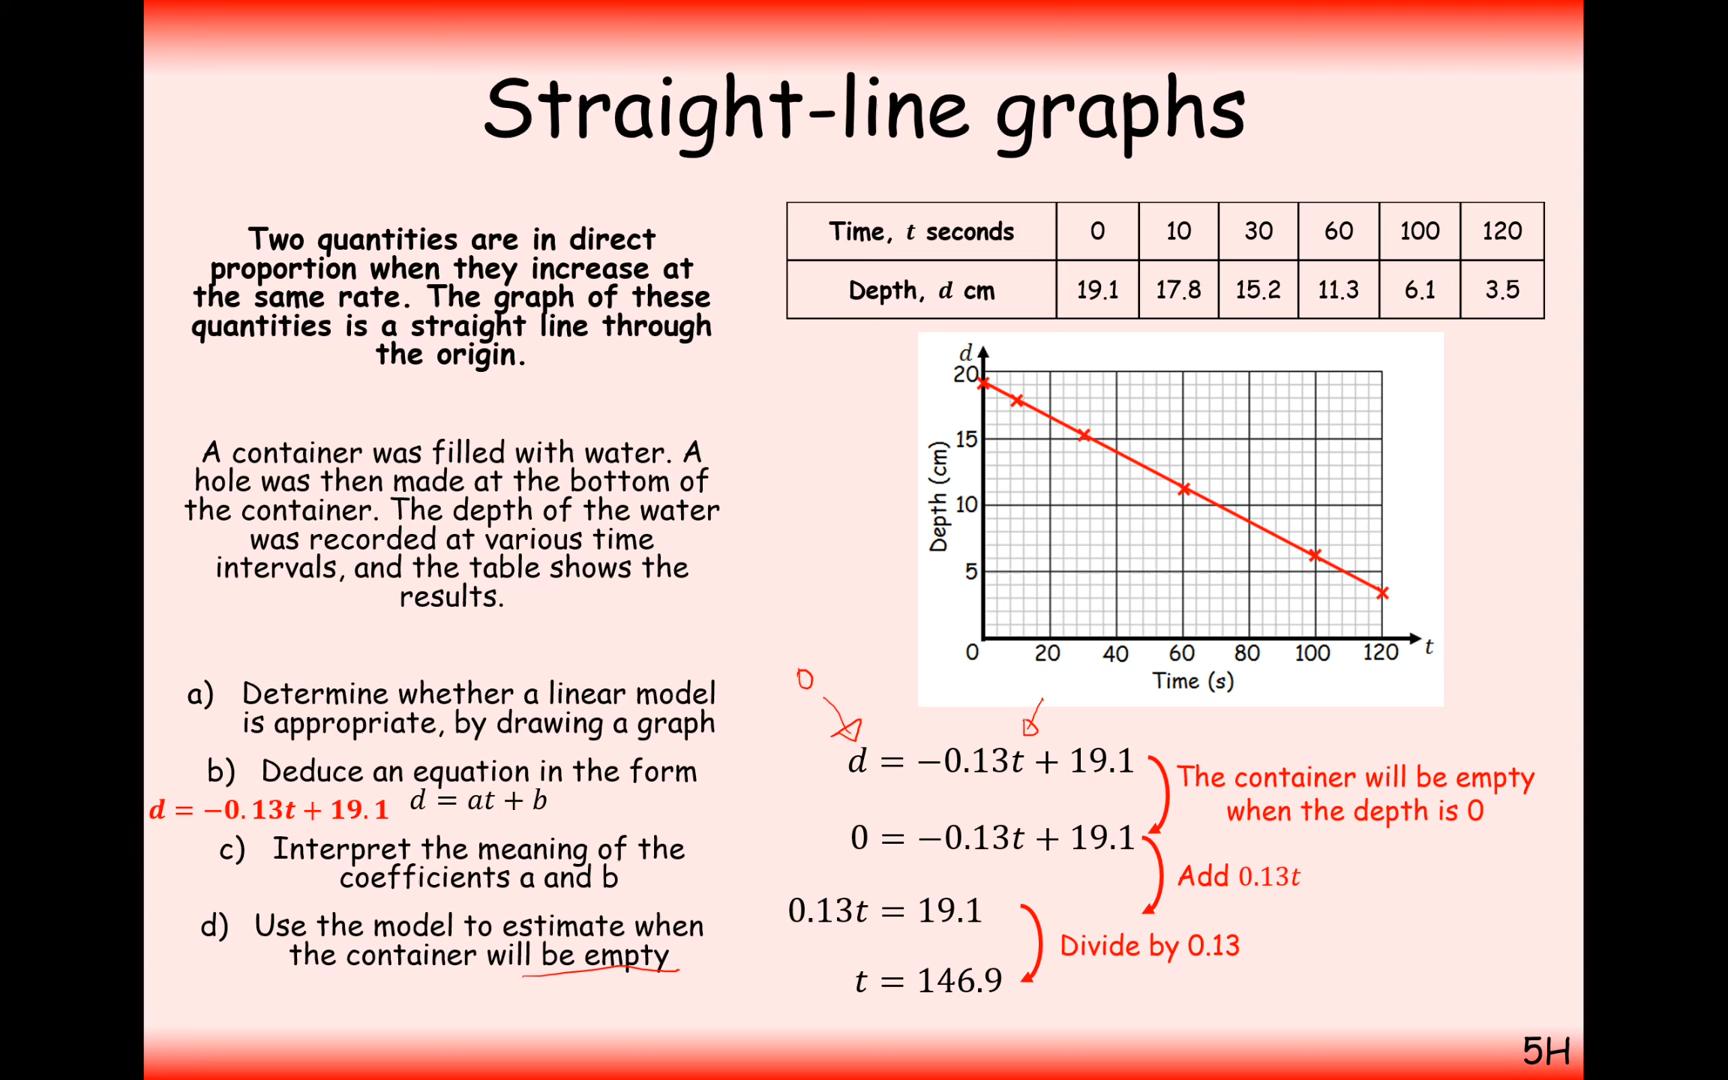 Straight-line graphs
Two quantities are in direct
proportion when they increase at
the same rate. The graph of these
quantities is a straight line through
the origin.
A container was filled with water. A
hole was then made at the bottom of
the container. The depth of the water
was recorded at various time
intervals, and the table shows the
results.
a) Determine whether a linear model
is appropriate, by drawing a graph
b) Deduce an equation in the form
d = −0.13t + 19.1 d = at + b
c) Interpret the meaning of the
coefficients a and b
d) Use the model to estimate when
the container will be empty
Time, t seconds 0 10 30 60 100 120
Depth, d cm 19.1 17.8 15.2 11.3 6.1 3.5
d
20
15
10
5
Depth (cm)
0 20 40 60 80 100 120 t
Time (s)
0
d = −0.13t + 19.1
The container will be empty
when the depth is 0
0 = −0.13t + 19.1
Add 0.13t
0.13t = 19.1
Divide by 0.13
t = 146.9
5H